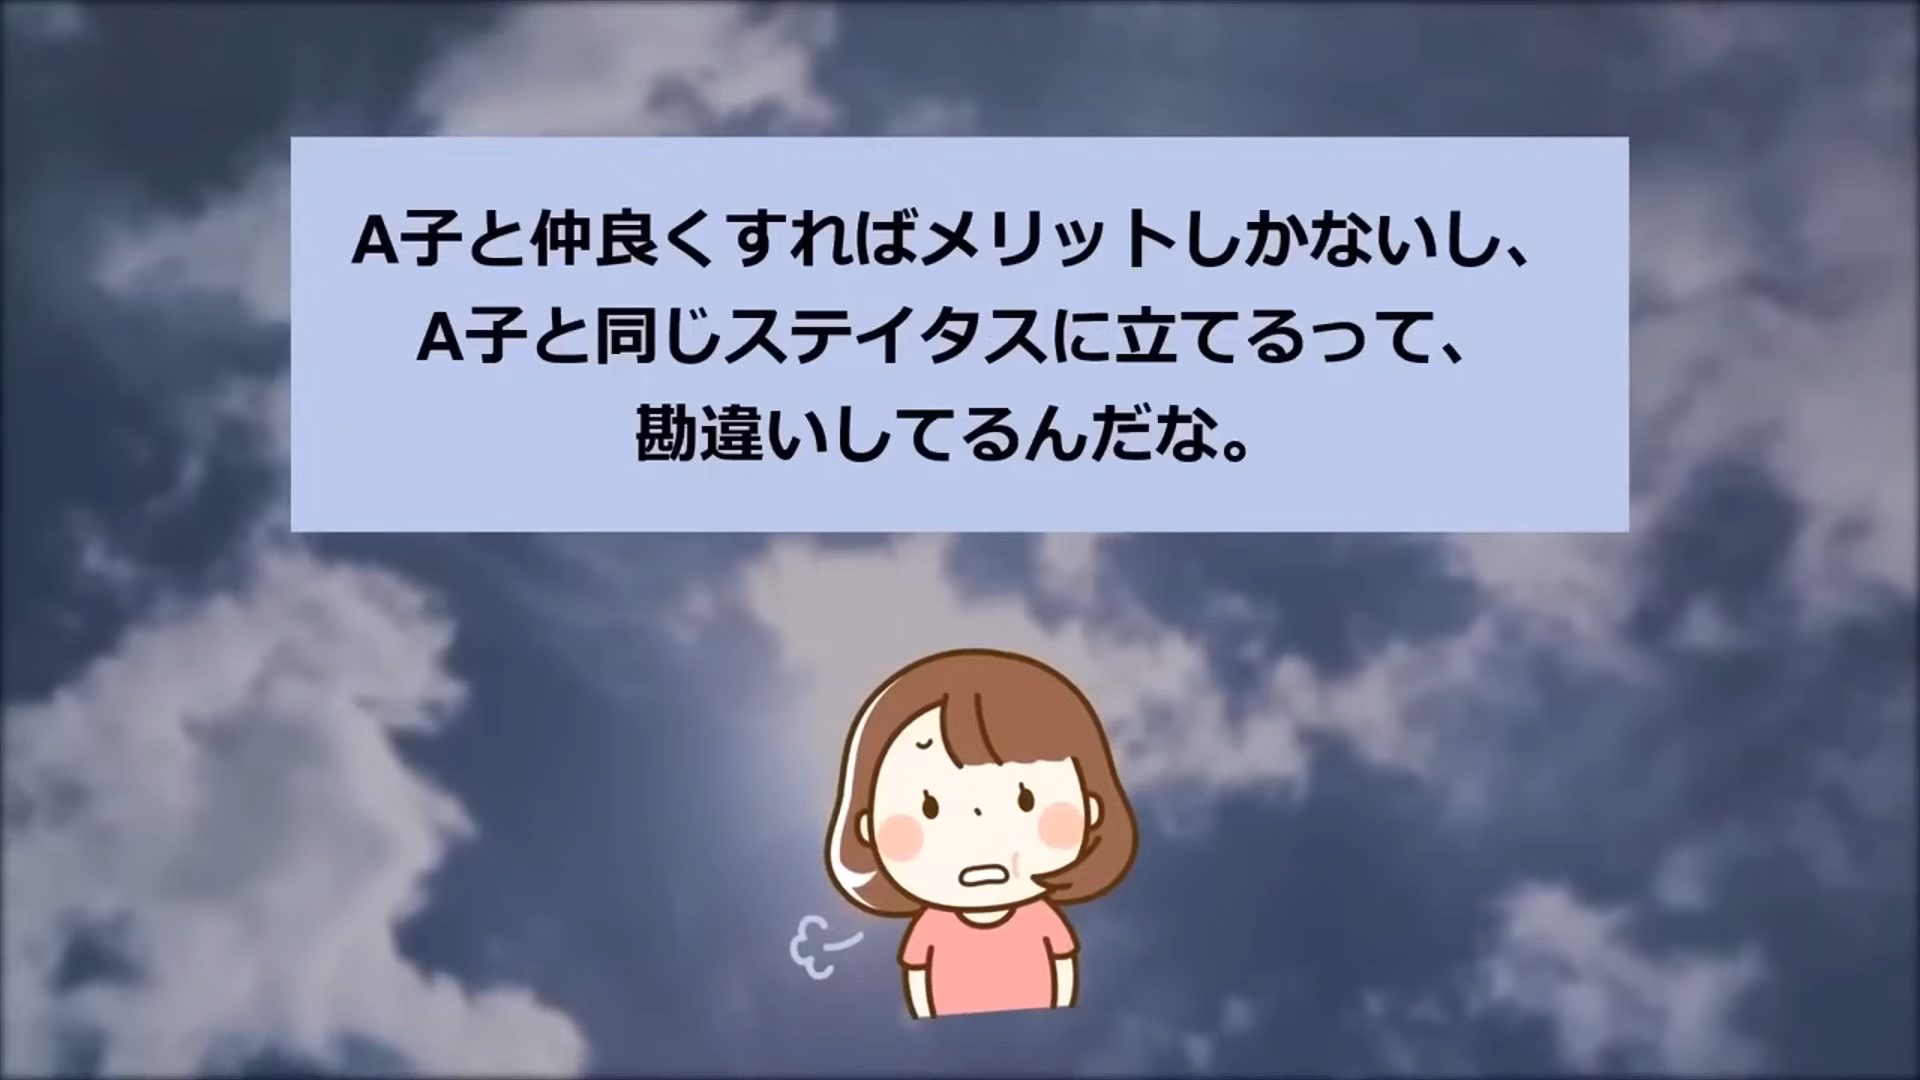 A子と仲良くすればメリットしかないし、
A子と同じステイタスに立てるって、
勘違いしてるんだな。